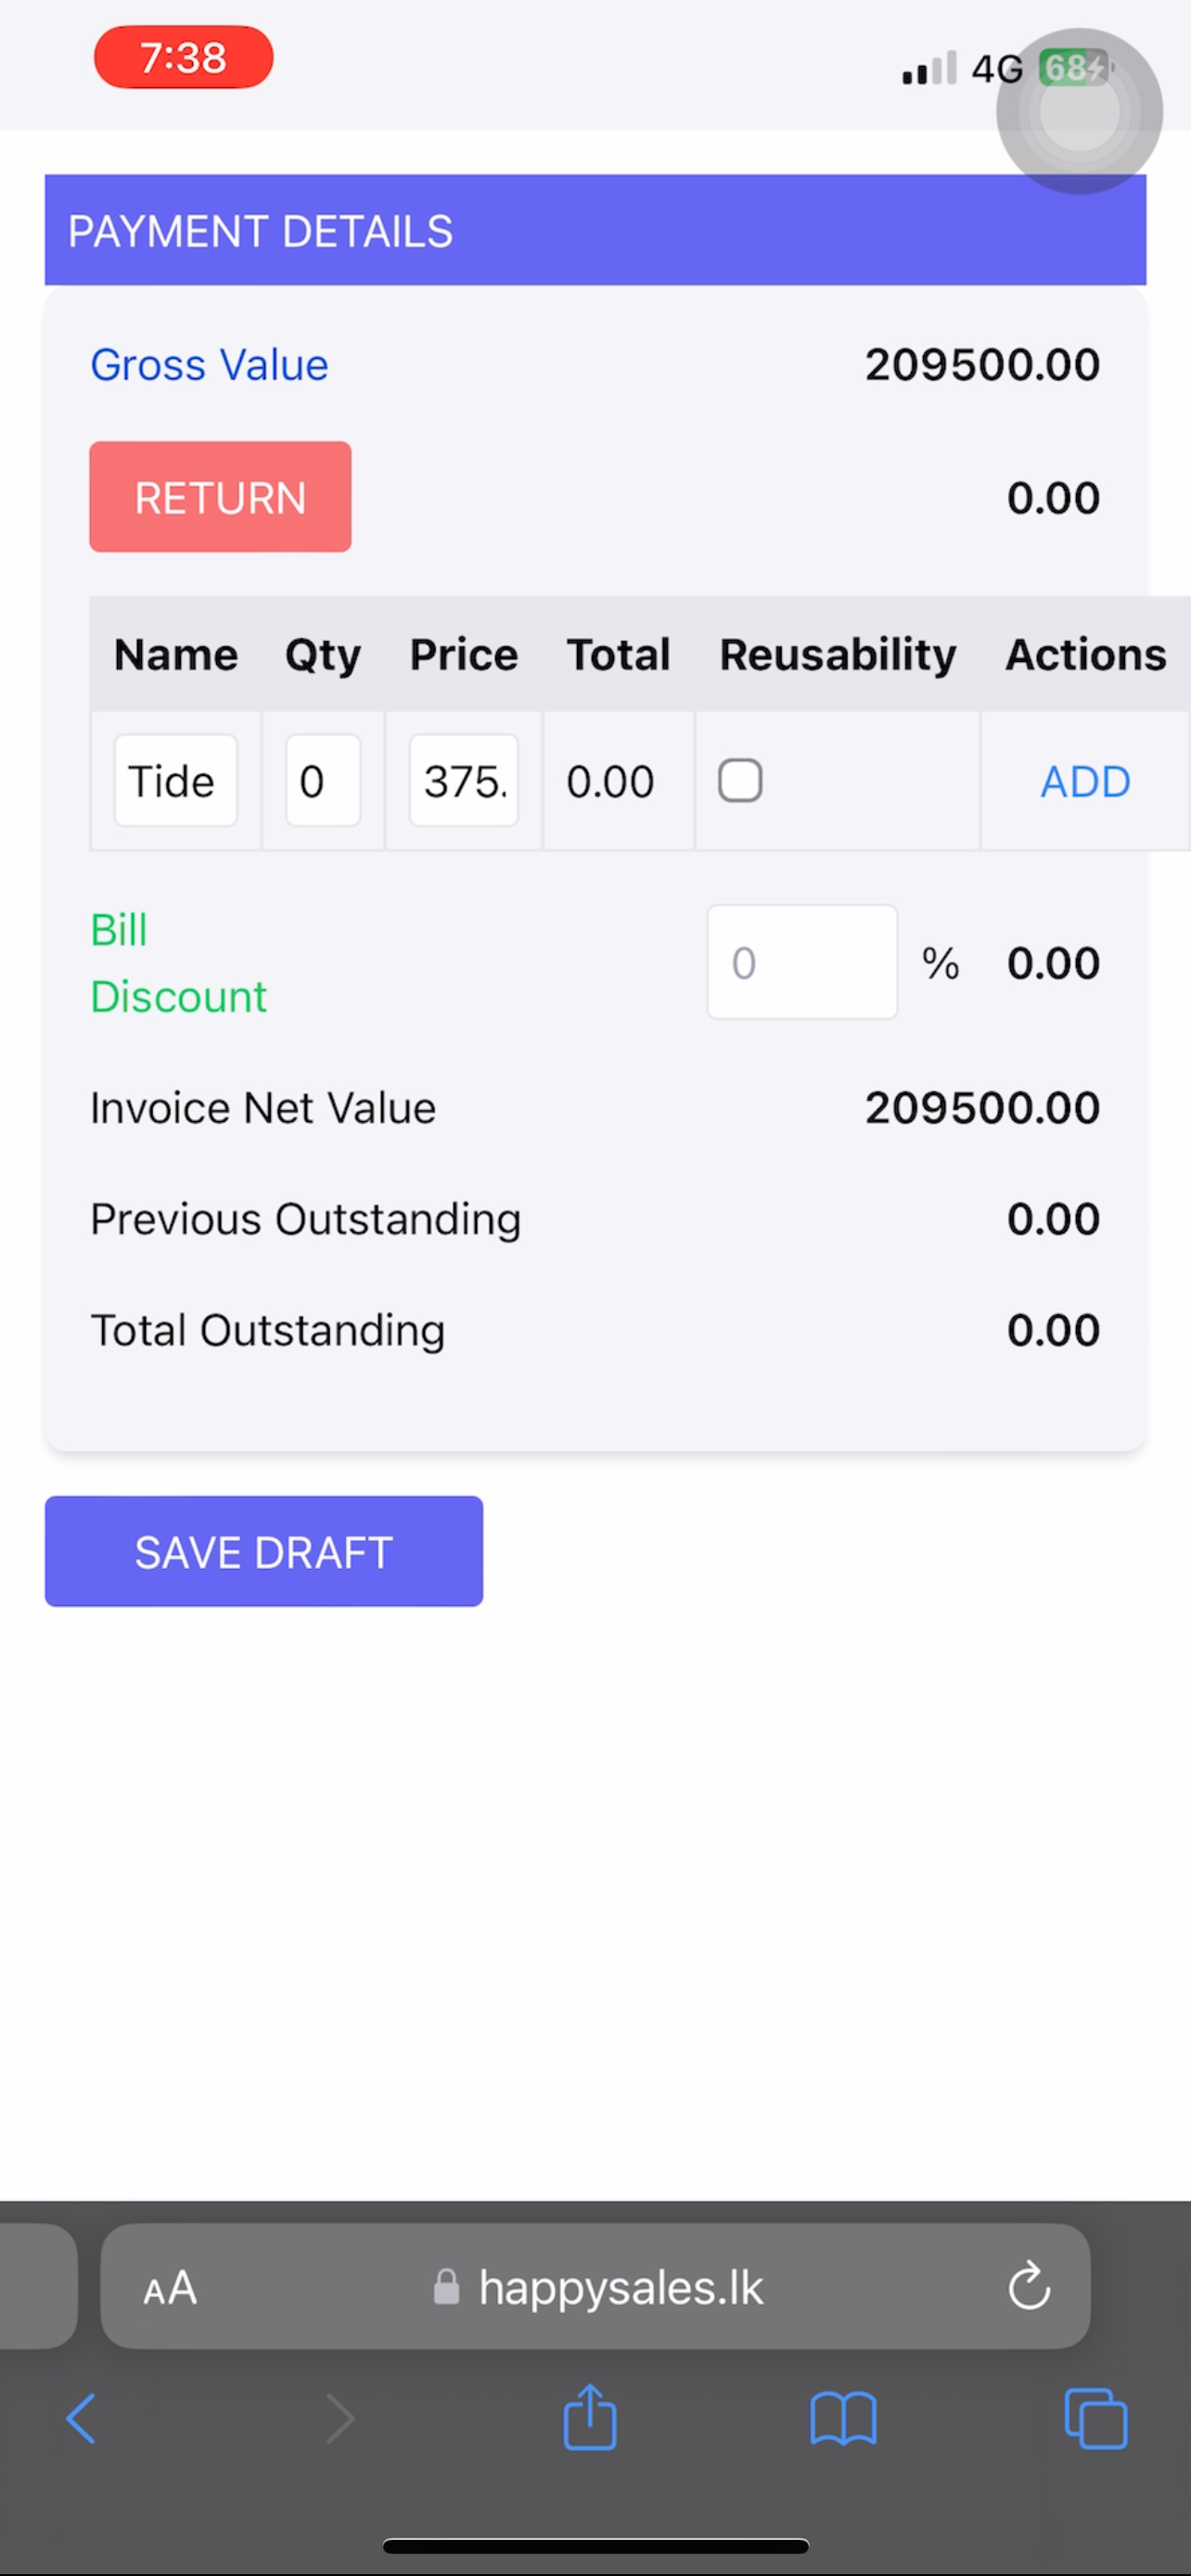 7:38 4G 68
PAYMENT DETAILS
Gross Value 209500.00
RETURN 0.00
Name Qty Price Total Reusability Actions
Tide 0 375. 0.00 ADD
Bill
Discount
0 % 0.00
Invoice Net Value 209500.00
Previous Outstanding 0.00
Total Outstanding 0.00
SAVE DRAFT
AA happysales.lk